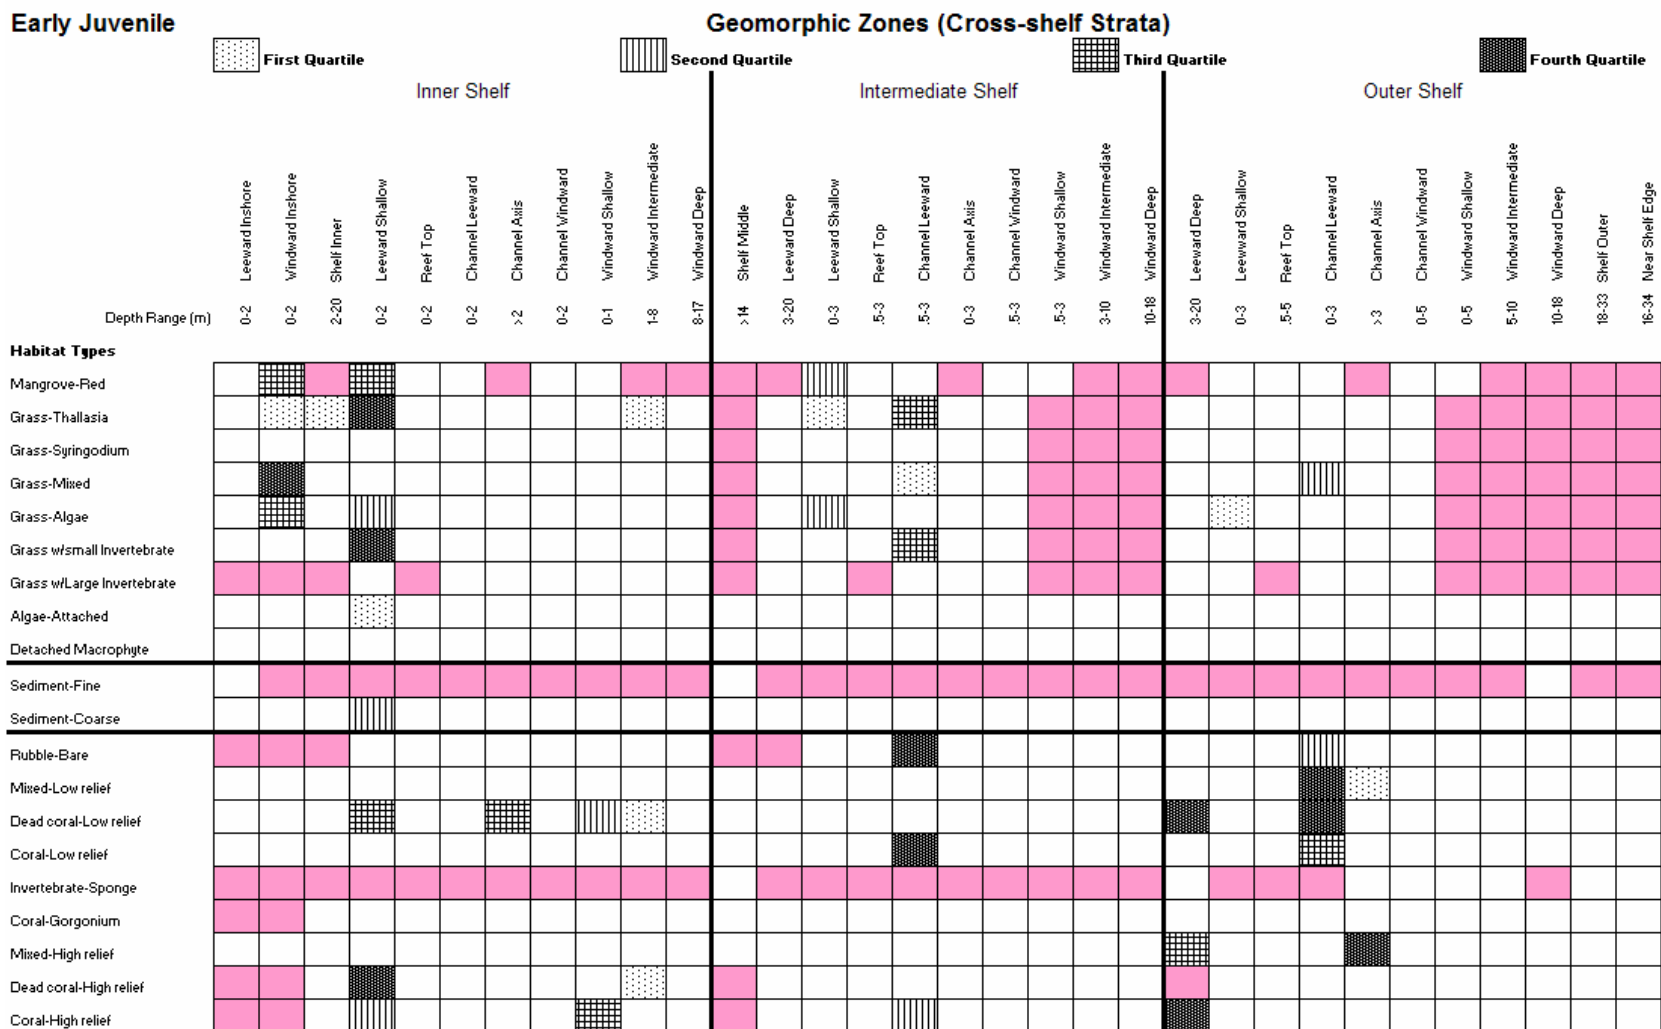 Early Juvenile
Geomorphic Zones (Cross-shelf Strata)
First Quartile
Second Quartile
Third Quartile
Fourth Quartile
Inner Shelf
Intermediate Shelf
Outer Shelf
Leeward Inshore
Windward Inshore
Shelf Inner
Leeward Shallow
Reef Top
Channel Leeward
Channel Axis
Channel Windward
Windward Shallow
Windward Intermediate
Windward Deep
Shelf Middle
Leeward Deep
Leeward Shallow
Reef Top
Channel Leeward
Channel Axis
Channel Windward
Windward Shallow
Windward Intermediate
Windward Deep
Leeward Deep
Leeward Shallow
Reef Top
Channel Leeward
Channel Axis
Channel Windward
Windward Shallow
Windward Intermediate
Windward Deep
Shelf Outer
Near Shelf Edge
Depth Range (m)
0-2
0-2
2-20
0-2
0-2
0-2
>2
0-2
0-1
1-8
8-17
>14
3-20
0-3
.5-3
.5-3
0-3
.5-3
.5-3
3-10
10-18
3-20
0-3
.5-5
0-3
>3
0-5
0-5
5-10
10-18
18-33
16-34
Habitat Types
Mangrove-Red
Grass-Thallasia
Grass-Syringodium
Grass-Mixed
Grass-Algae
Grass w/small Invertebrate
Grass w/Large Invertebrate
Algae-Attached
Detached Macrophyte
Sediment-Fine
Sediment-Coarse
Rubble-Bare
Mixed-Low relief
Dead coral-Low relief
Coral-Low relief
Invertebrate-Sponge
Coral-Gorgonium
Mixed-High relief
Dead coral-High relief
Coral-High relief